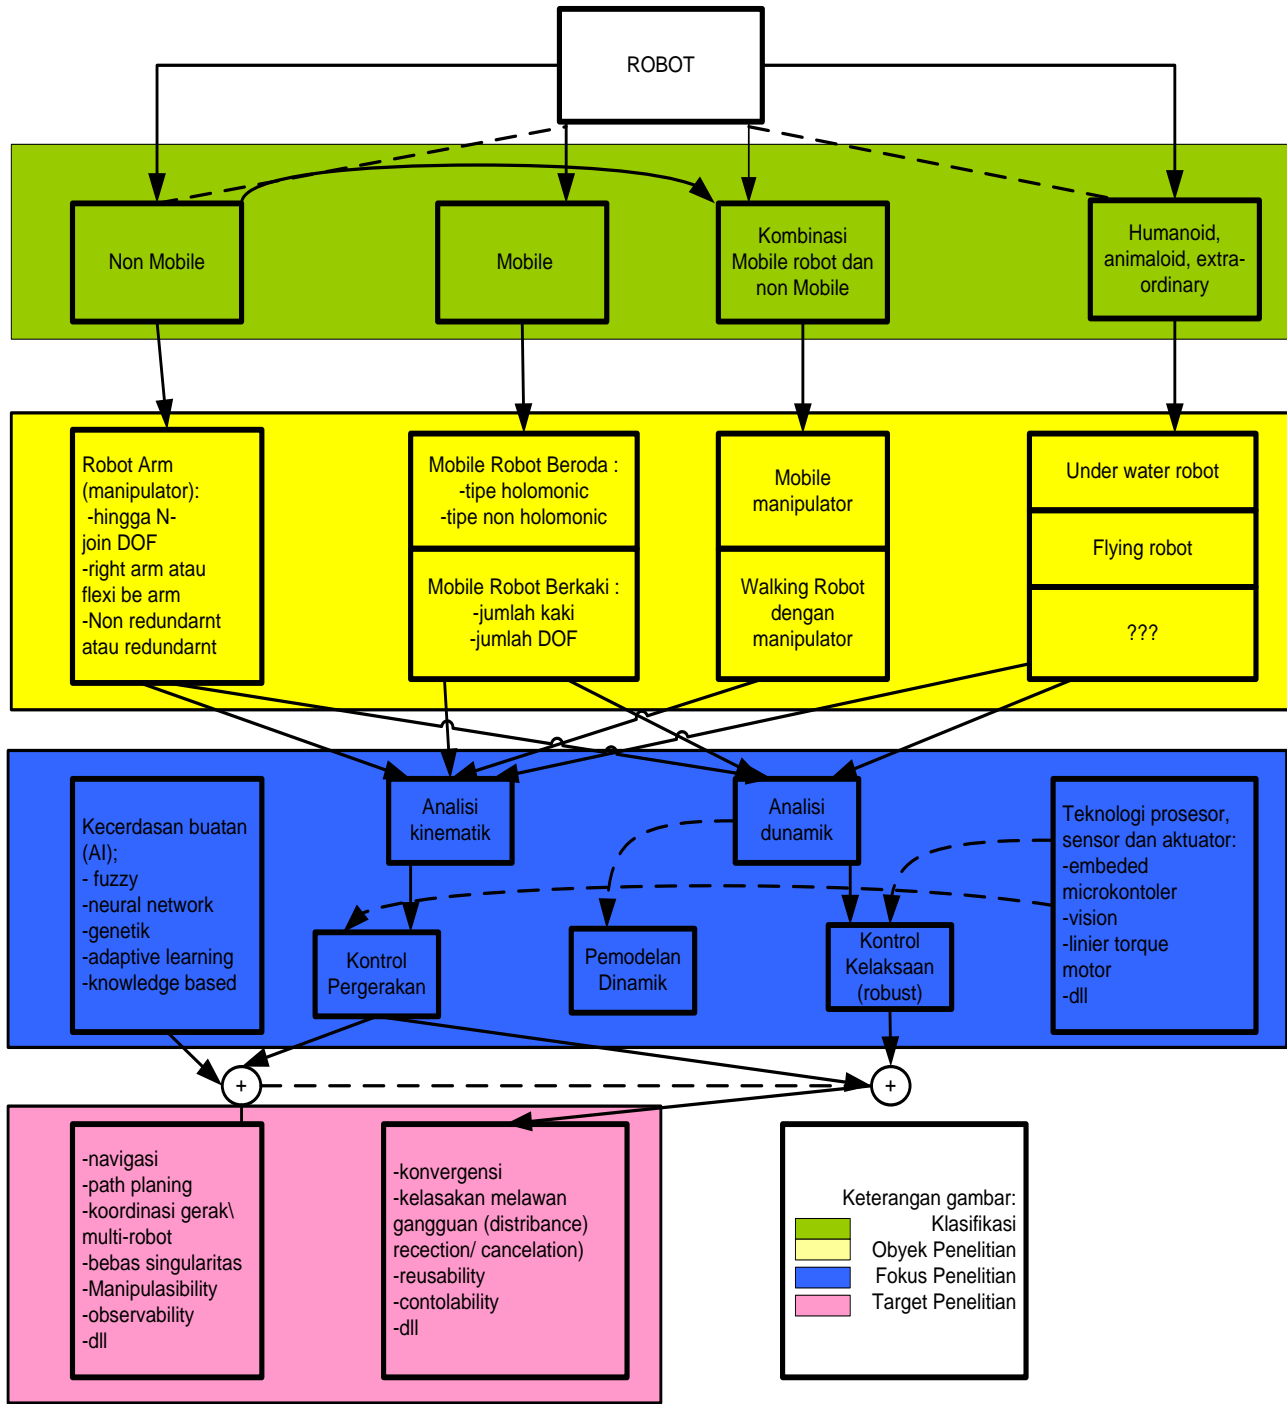 ROBOT
Non Mobile
Mobile
Kombinasi
Mobile robot dan
non Mobile
Humanoid,
animaloid, extra-
ordinary
Robot Arm
(manipulator):
-hingga N-
join DOF
-right arm atau
flexi be arm
-Non redundarnt
atau redundarnt
Mobile Robot Beroda :
-tipe holomonic
-tipe non holomonic
Mobile Robot Berkaki :
-jumlah kaki
-jumlah DOF
Mobile
manipulator
Walking Robot
dengan
manipulator
Under water robot
Flying robot
???
Kecerdasan buatan
(AI);
- fuzzy
-neural network
-genetik
-adaptive learning
-knowledge based
Analisi
kinematik
Analisi
dunamik
Teknologi prosesor,
sensor dan aktuator:
-embeded
microkontoler
-vision
-linier torque
motor
-dll
Kontrol
Pergerakan
Pemodelan
Dinamik
Kontrol
Kelaksaan
(robust)
+
+
-navigasi
-path planing
-koordinasi gerak\
multi-robot
-bebas singularitas
-Manipulasibility
-observability
-dll
-konvergensi
-kelasakan melawan
gangguan (distribance)
recection/ cancelation)
-reusability
-contolability
-dll
Keterangan gambar:
Klasifikasi
Obyek Penelitian
Fokus Penelitian
Target Penelitian